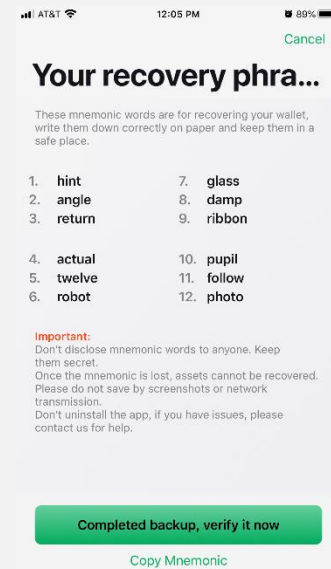 AT&T 12:05 PM 89%
Cancel
Your recovery phra...
These mnemonic words are for recovering your wallet,
write them down correctly on paper and keep them in a
safe place.
1. hint
2. angle
3. return
4. actual
5. twelve
6. robot
7. glass
8. damp
9. ribbon
10. pupil
11. follow
12. photo
Important:
Don't disclose mnemonic words to anyone. Keep
them secret.
Once the mnemonic is lost, assets cannot be recovered.
Please do not save by screenshots or network
transmission.
Don't uninstall the app, if you have issues, please
contact us for help.
Completed backup, verify it now
Copy Mnemonic